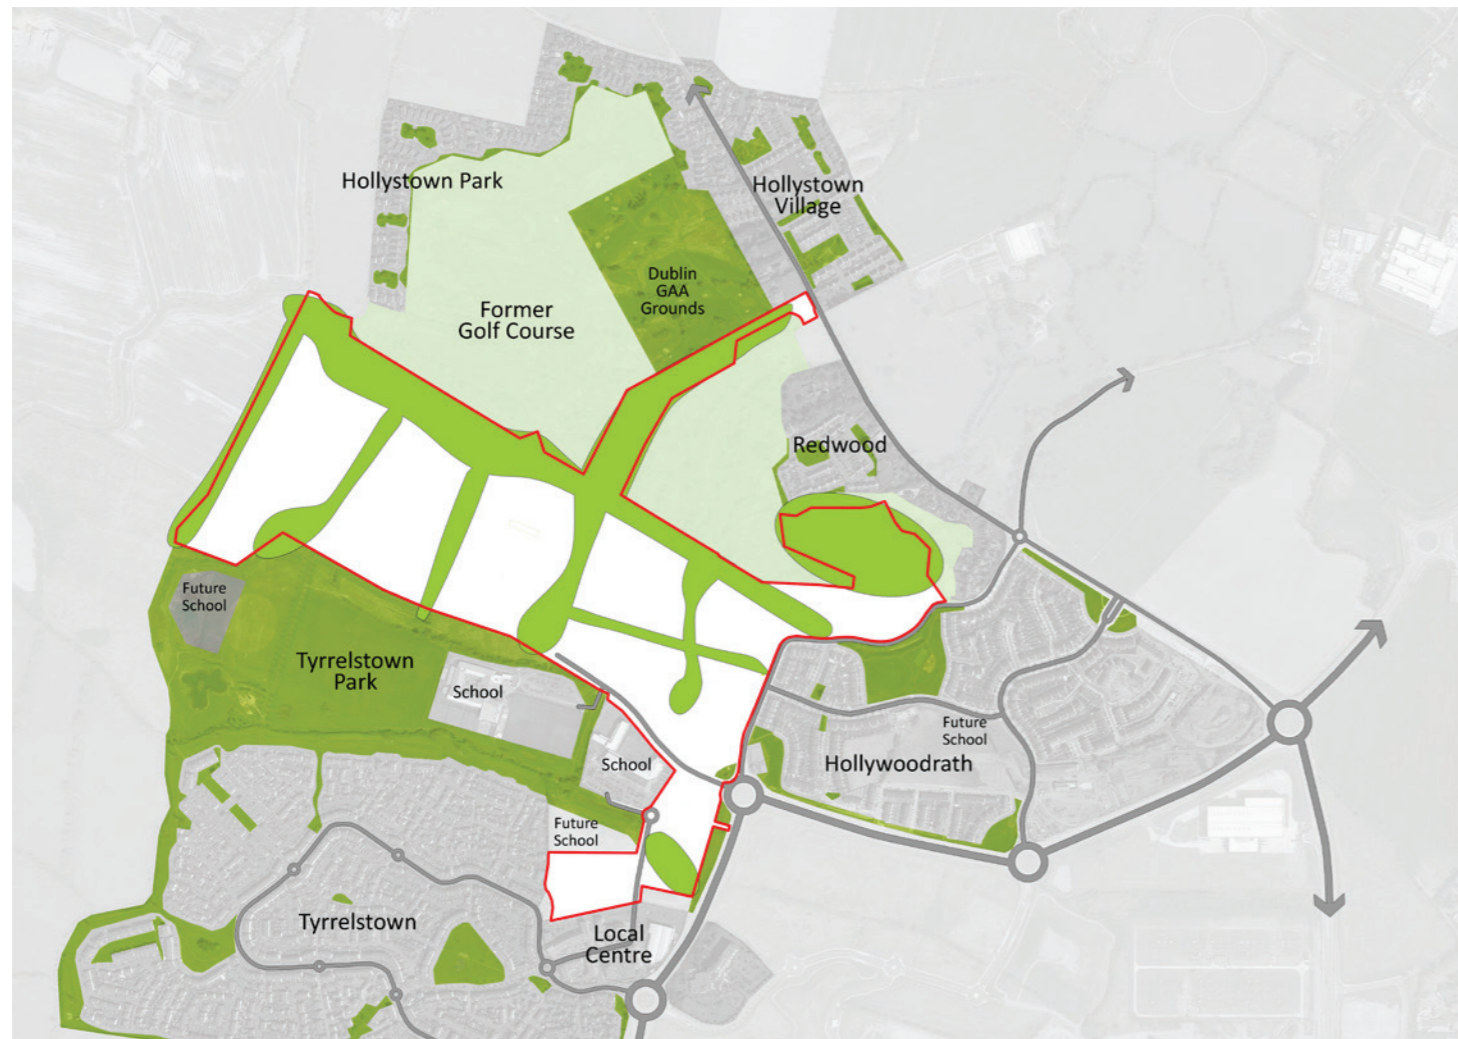 Hollystown Park
Hollystown
Village
Dublin
GAA
Grounds
Former
Golf Course
Redwood
Future
School
Tyrrelstown
Park
School
School
Future
School
Hollywoodrath
Future
School
Tyrrelstown
Local
Centre